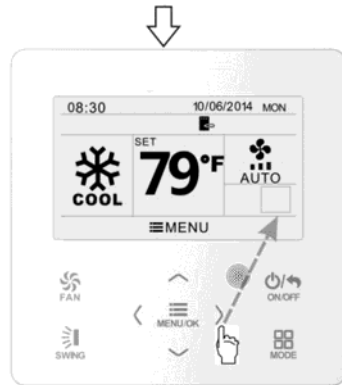 08:30 10/06/2014 MON
SET
79°F
AUTO
COOL
MENU
FAN
MENU/OK
ON/OFF
SWING
MODE